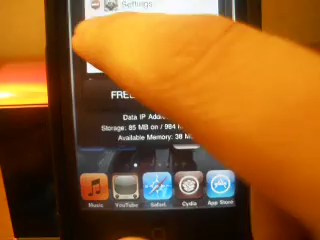 Settings
FREE
Data IP Addr
Storage: 85 MB on / 984
Available Memory: 38 M
Music YouTube Safari Cydia App Store